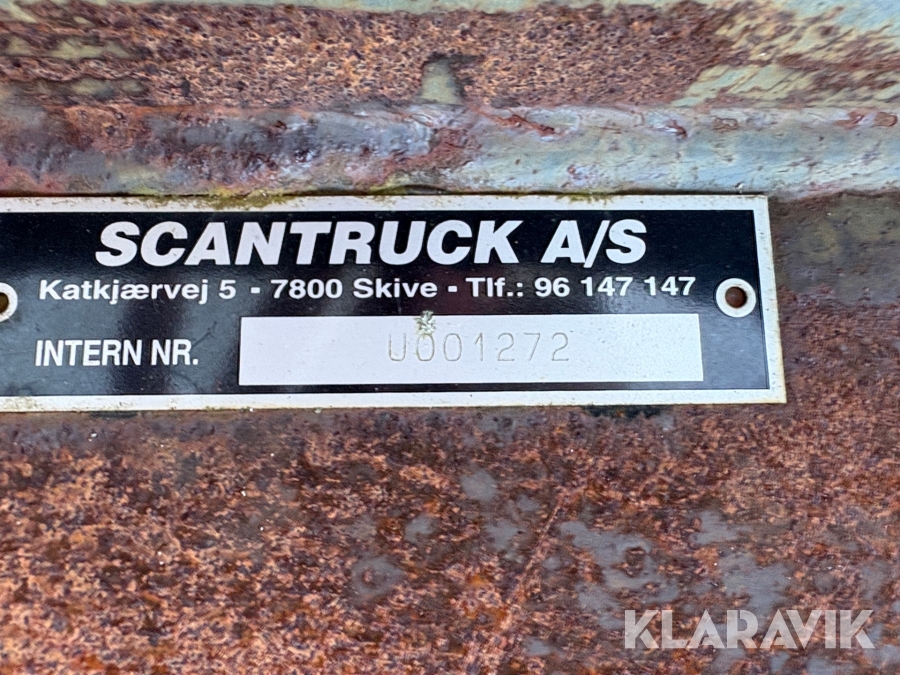 SCANTRUCK A/S
Katkjærvej 5 - 7800 Skive - Tlf.: 96 147 147
INTERN NR. U001272
KLARAVIK